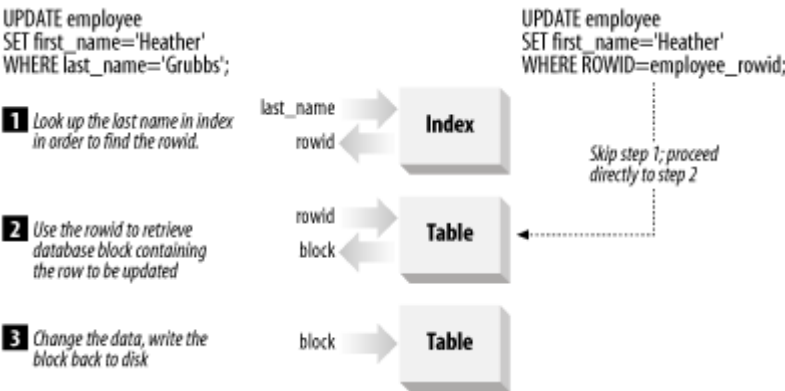 UPDATE employee
SET first_name='Heather'
WHERE last_name='Grubbs';
UPDATE employee
SET first_name='Heather'
WHERE ROWID=employee_rowid;
1 Look up the last name in index
in order to find the rowid.
last_name
rowid
Index
Skip step 1; proceed
directly to step 2
2 Use the rowid to retrieve
database block containing
the row to be updated
rowid
block
Table
3 Change the data, write the
block back to disk
block
Table